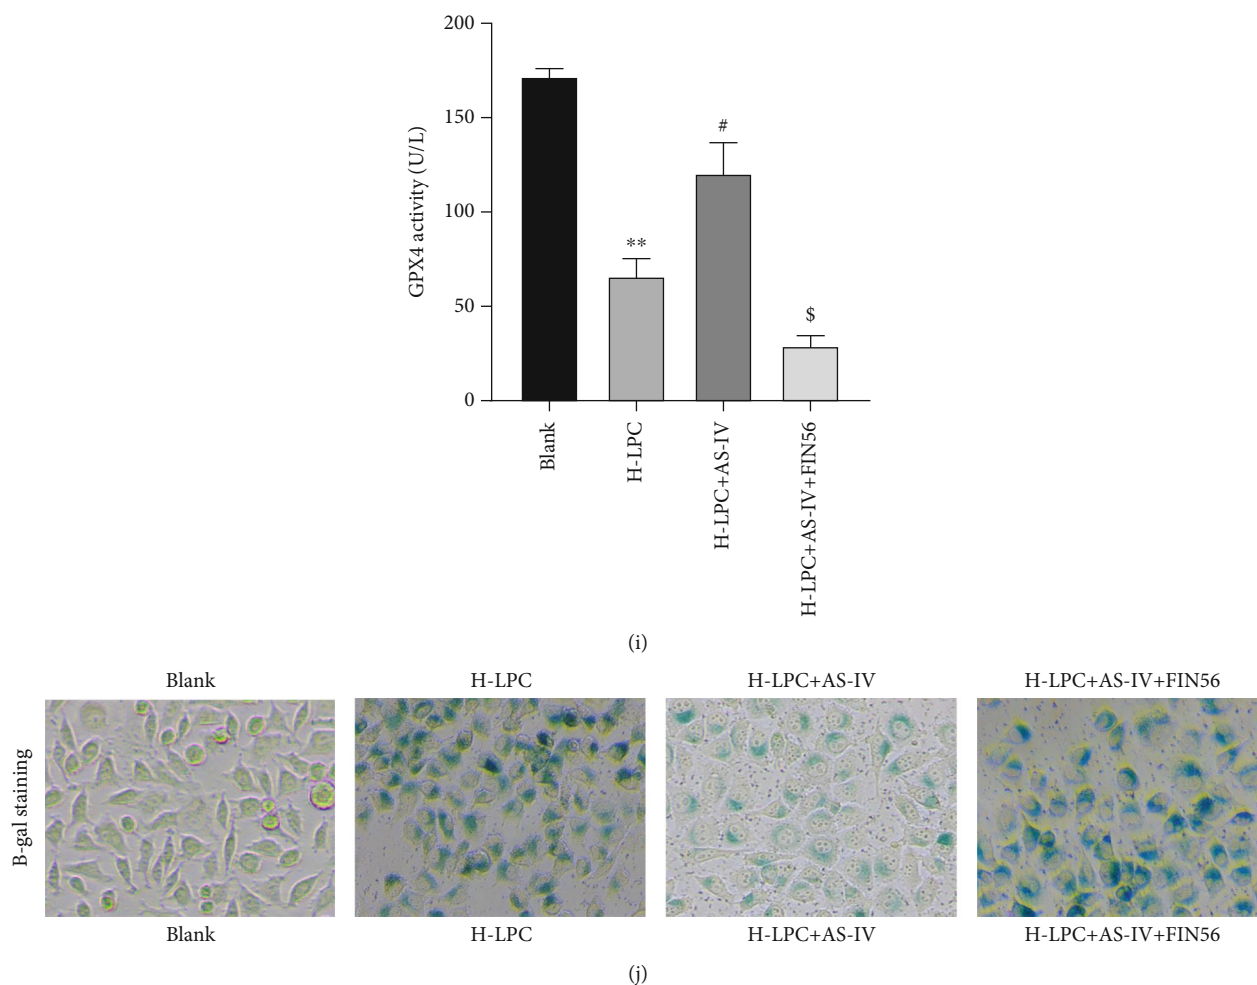 200
150
100
50
0
GPX4 activity (U/L)
**
#
$
Blank
H-LPC
H-LPC+AS-IV
H-LPC+AS-IV+FIN56
(i)
Blank H-LPC H-LPC+AS-IV H-LPC+AS-IV+FIN56
B-gal staining
Blank H-LPC H-LPC+AS-IV H-LPC+AS-IV+FIN56
(j)